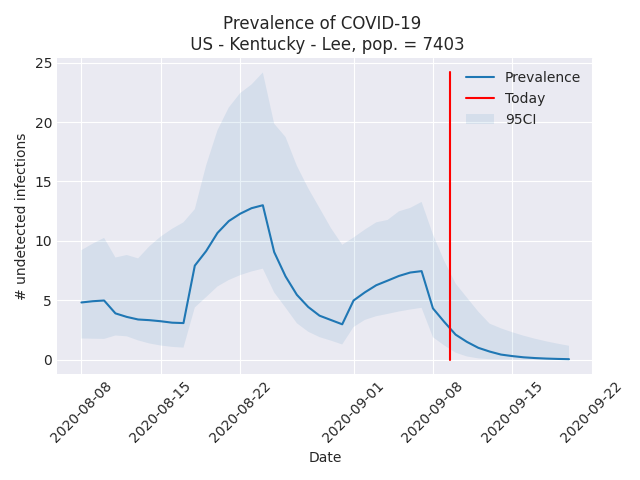 Prevalence of COVID-19
US - Kentucky - Lee, pop. = 7403
# undetected infections
25
20
15
10
5
0
Prevalence
Today
95CI
2020-08-08
2020-08-15
2020-08-22
2020-09-01
2020-09-08
2020-09-15
2020-09-22
Date